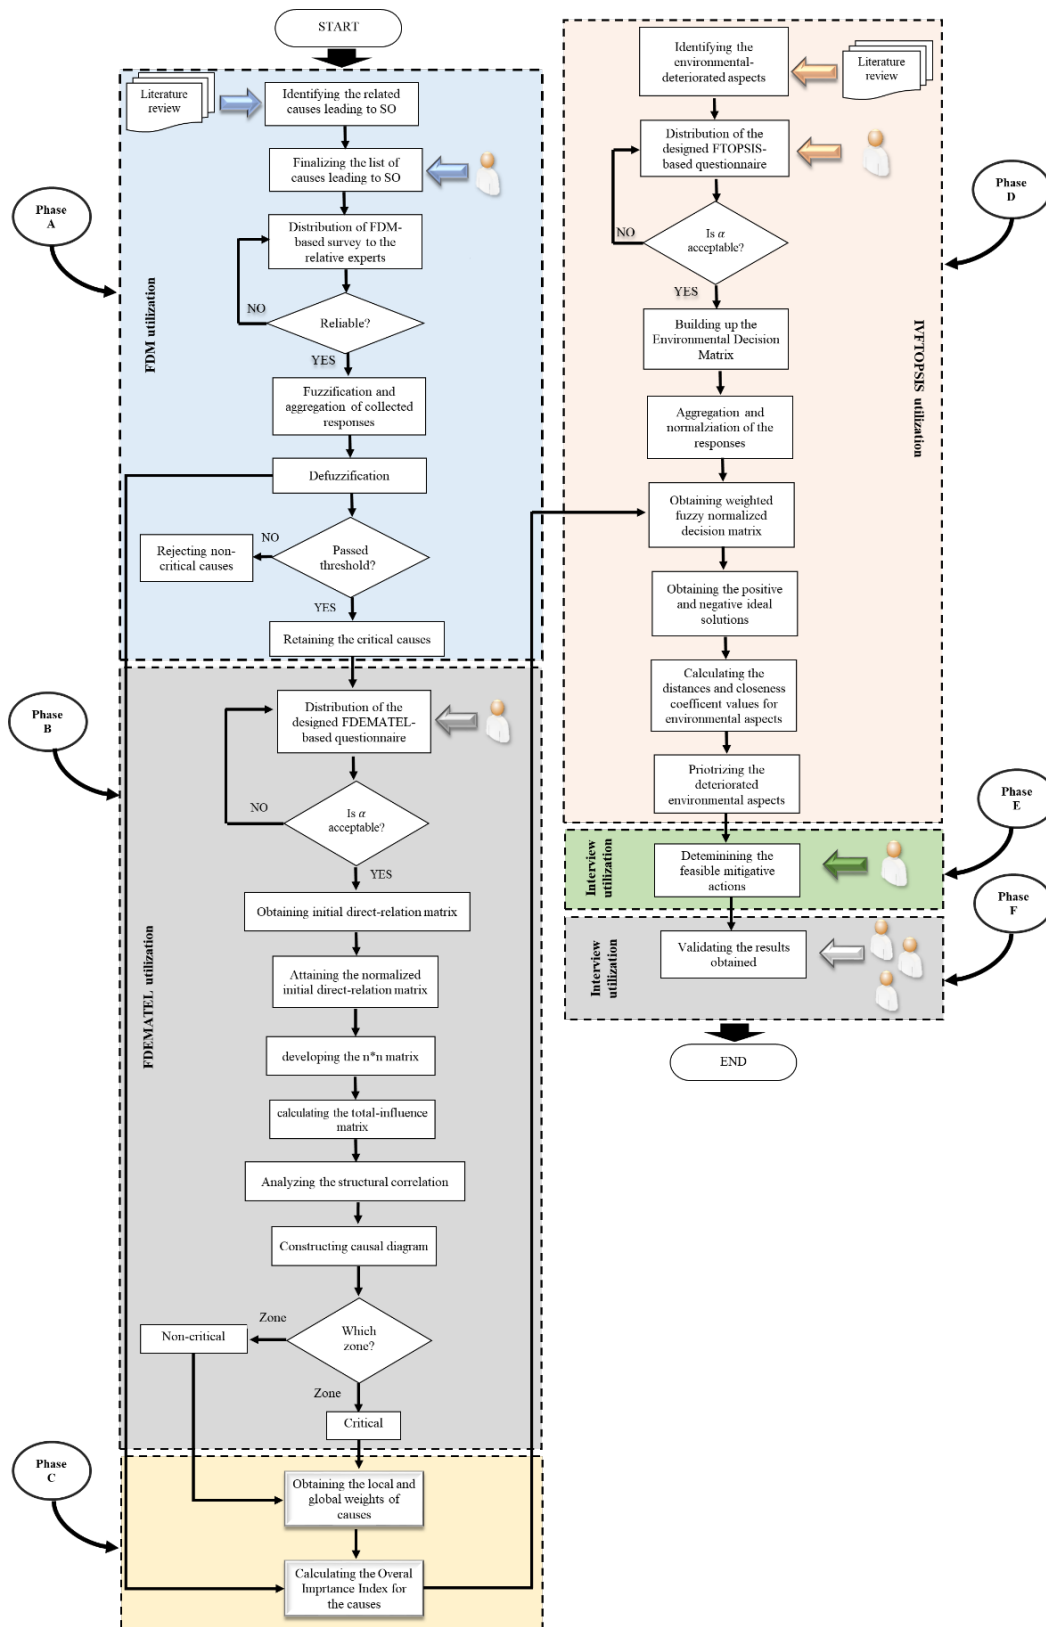 START
Literature
review
Identifying the related
causes leading to SO
Finalizing the list of
causes leading to SO
Phase
A
Distribution of FDM-
based survey to the
relative experts
NO
Reliable?
YES
FDM utilization
Fuzzification and
aggregation of collected
responses
Defuzzification
NO
Rejecting non-
critical causes
Passed
threshold?
YES
Retaining the critical causes
Phase
B
Distribution of the
designed FDEMATEL-
based questionnaire
NO
Is α
acceptable?
YES
Obtaining initial direct-relation matrix
FDEMATEL utilization
Attaining the normalized
initial direct-relation matrix
developing the n*n matrix
calculating the total-influence
matrix
Analyzing the structural correlation
Constructing causal diagram
Zone
Non-critical
Which
zone?
Zone
Critical
Phase
C
Obtaining the local and
global weights of
causes
Calculating the Overal
Imprtance Index for
the causes
Identifying the
environmental-
deteriorated aspects
Literature
review
Distribution of the
designed FTOPSIS-
based questionnaire
Phase
D
NO
Is α
acceptable?
YES
Building up the
Environmental Decision
Matrix
IVFTOPSIS utilization
Aggregation and
normalziation of the
responses
Obtaining weighted
fuzzy normalized
decision matrix
Obtaining the positive
and negative ideal
solutions
Calculating the
distances and closeness
coefficent values for
environmental aspects
Priotrizing the
deteriorated
environmental aspects
Phase
E
Interview
utilization
Detemining the
feasible mitigative
actions
Phase
F
Interview
utilization
Validating the results
obtained
END